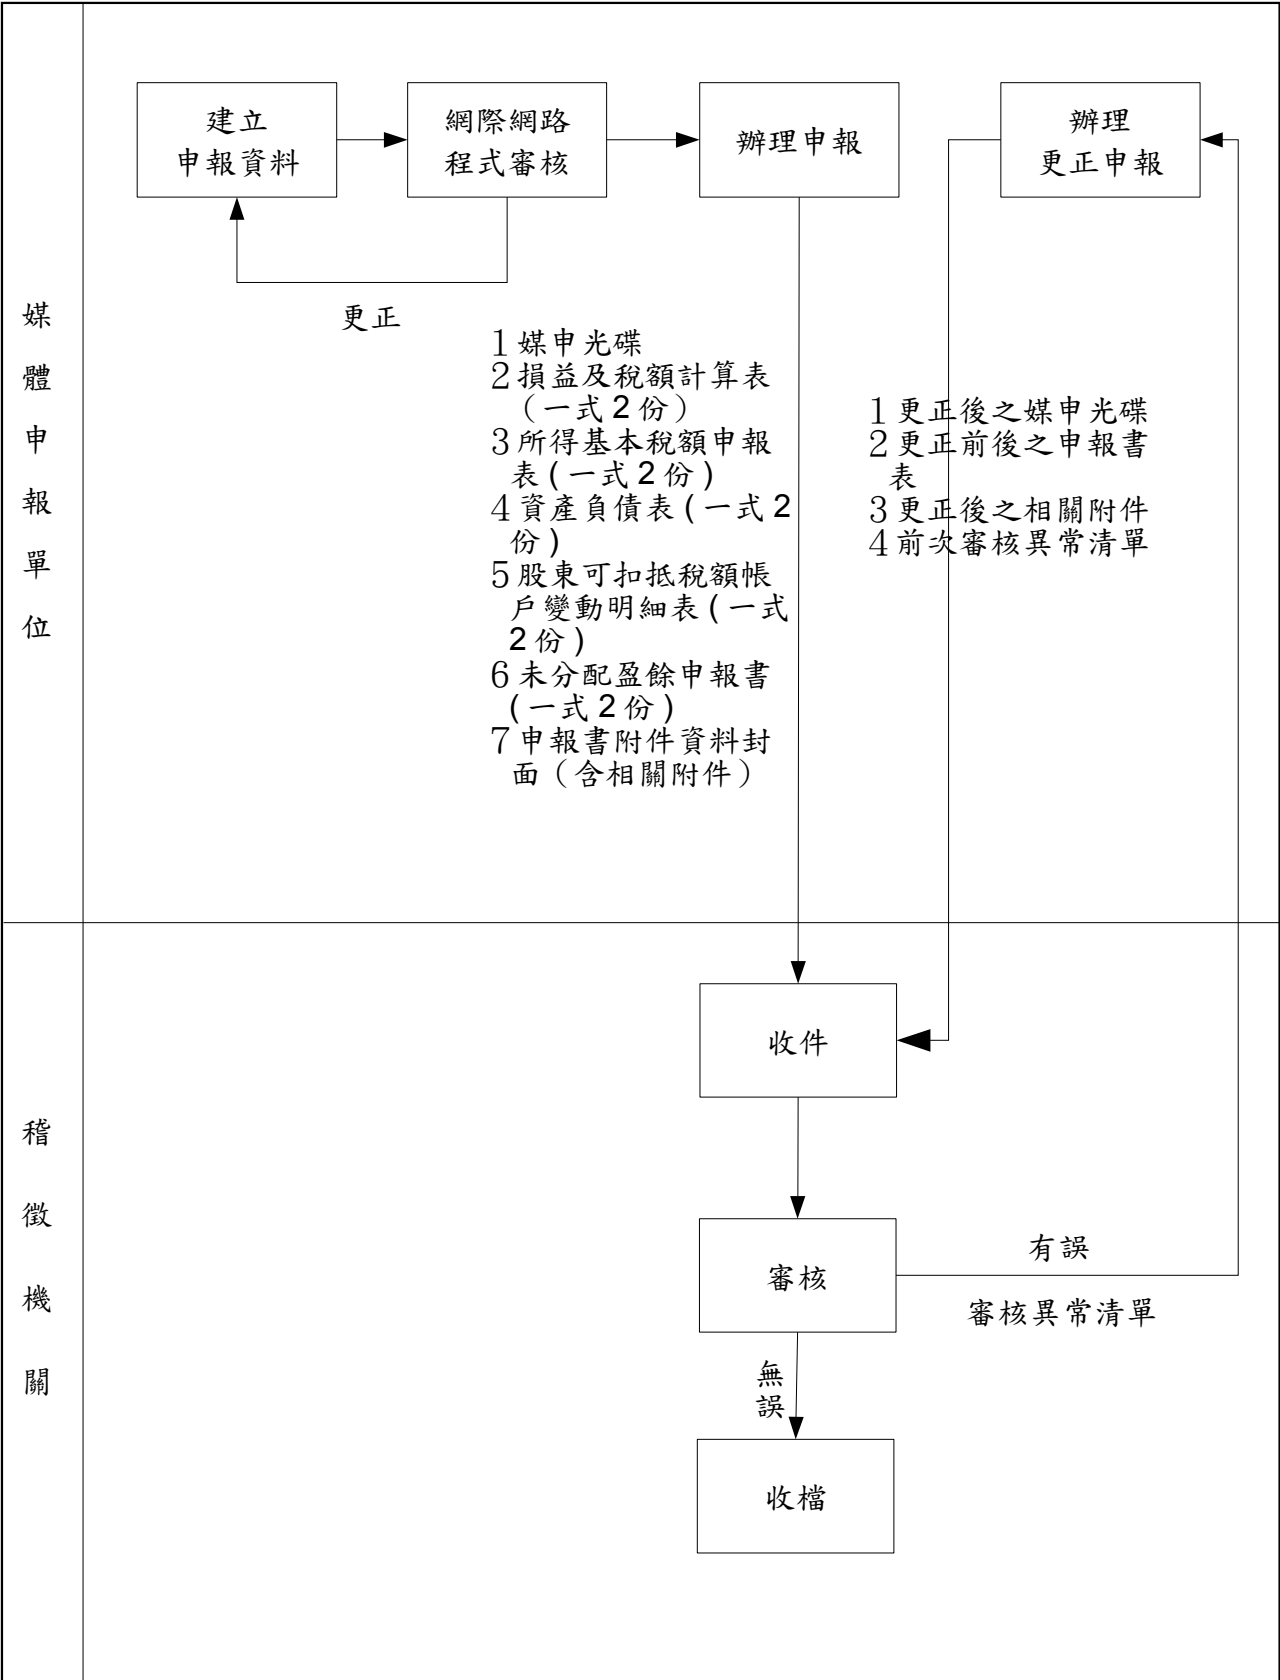 建立
申報資料
網際網路
程式審核
辦理申報
辦理
更正申報
更正
媒
體
申
報
單
位
1媒申光碟
2損益及稅額計算表
（一式2份）
3所得基本稅額申報
表(一式2份)
4資產負債表(一式2
份)
5股東可扣抵稅額帳
戶變動明細表(一式
2份)
6未分配盈餘申報書
(一式2份)
7申報書附件資料封
面（含相關附件）
1更正後之媒申光碟
2更正前後之申報書
表
3更正後之相關附件
4前次審核異常清單
稽
徵
機
關
收件
審核
有誤
審核異常清單
無
誤
收檔